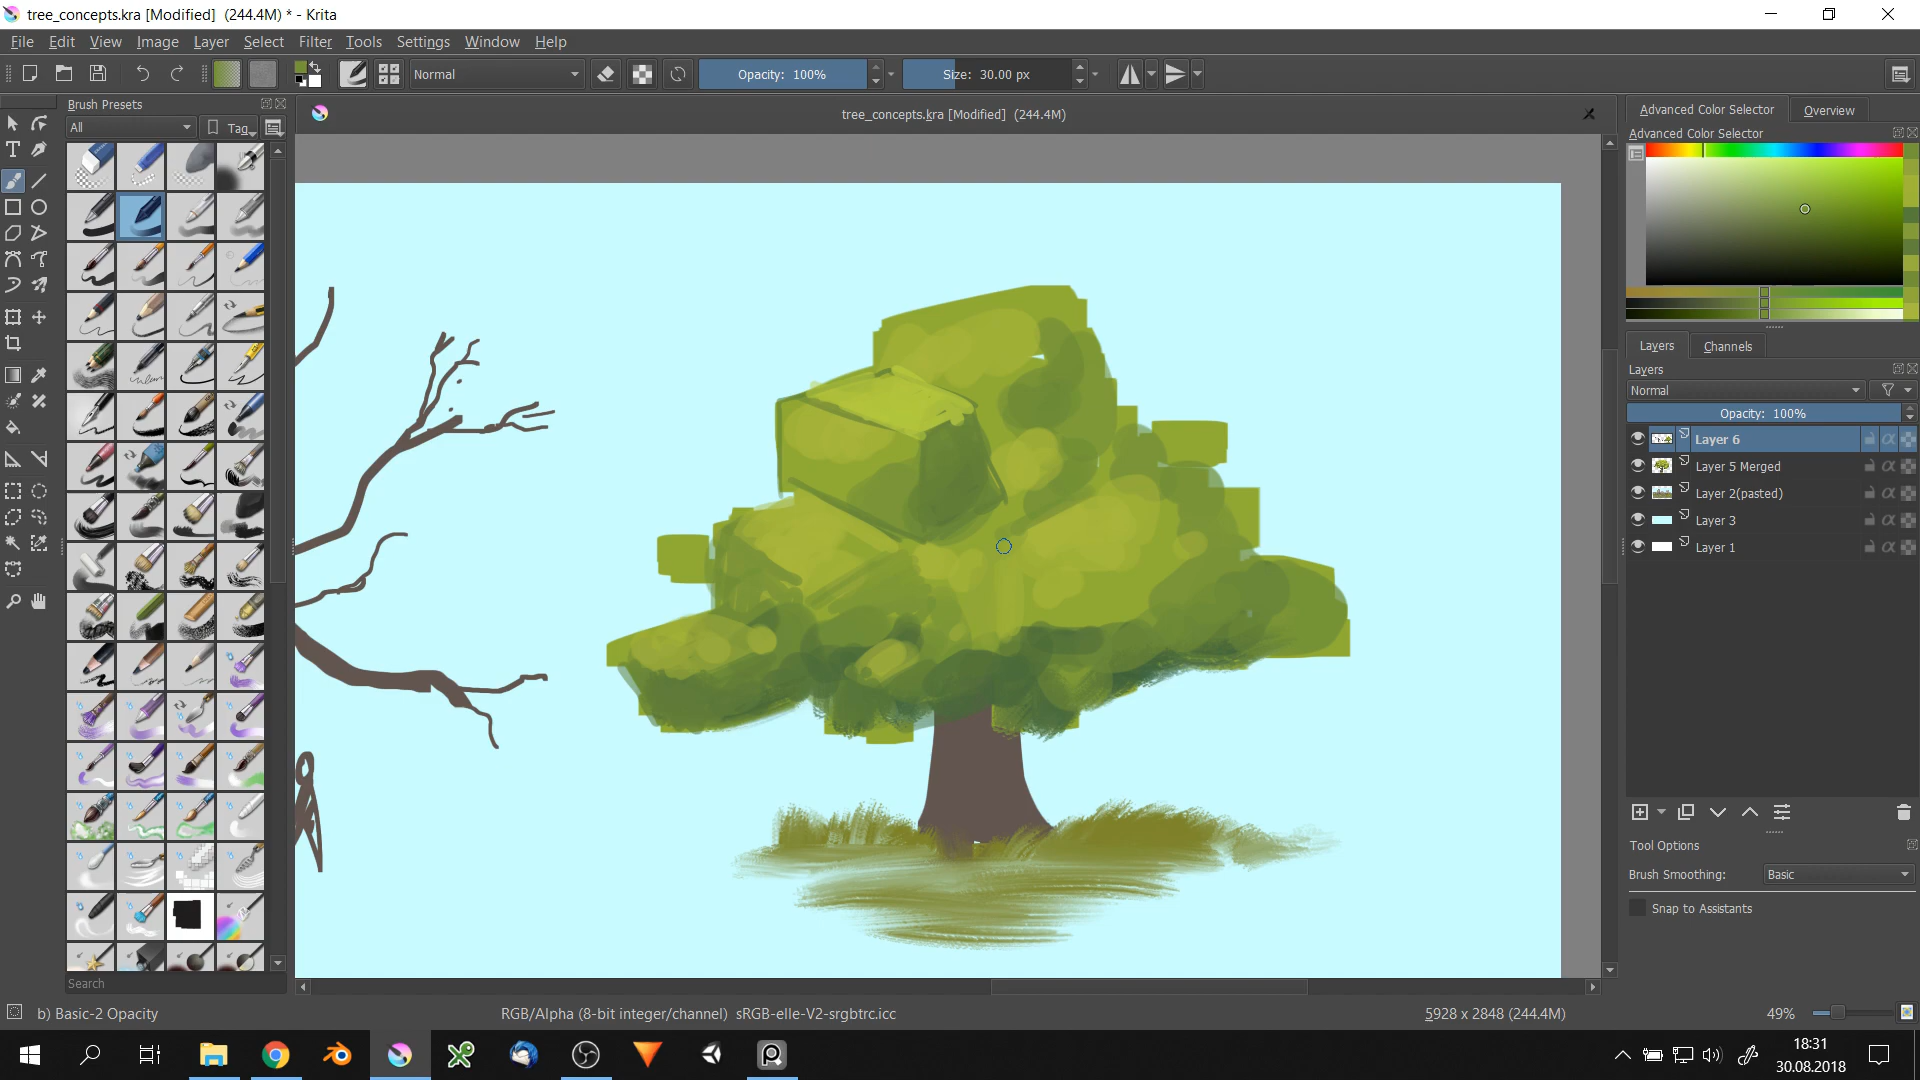 tree_concepts.kra [Modified]  (244.4M) * - Krita
File Edit View Image Layer Select Filter Tools Settings Window Help
Normal Opacity: 100% Size: 30.00 px
Brush Presets
All Tag
tree_concepts.kra [Modified]  (244.4M)
Advanced Color Selector Overview
Advanced Color Selector
Layers Channels
Layers
Normal
Opacity: 100%
Layer 6
Layer 5 Merged
Layer 2(pasted)
Layer 3
Layer 1
Tool Options
Brush Smoothing: Basic
Snap to Assistants
Search
b) Basic-2 Opacity RGB/Alpha (8-bit integer/channel)  sRGB-elle-V2-srgbtrc.icc 5928 x 2848 (244.4M) 49%
18:31
30.08.2018